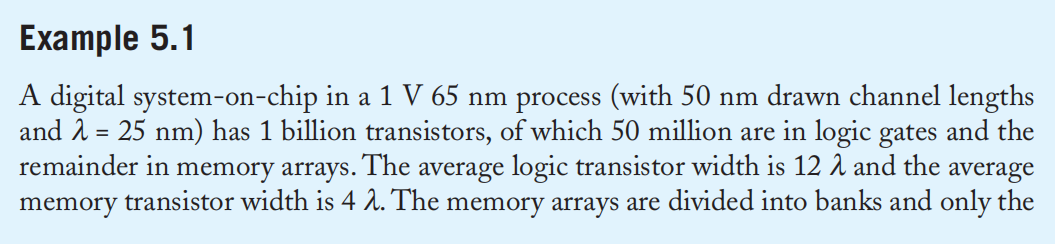 Example 5.1
A digital system-on-chip in a 1 V 65 nm process (with 50 nm drawn channel lengths
and λ = 25 nm) has 1 billion transistors, of which 50 million are in logic gates and the
remainder in memory arrays. The average logic transistor width is 12 λ and the average
memory transistor width is 4 λ. The memory arrays are divided into banks and only the